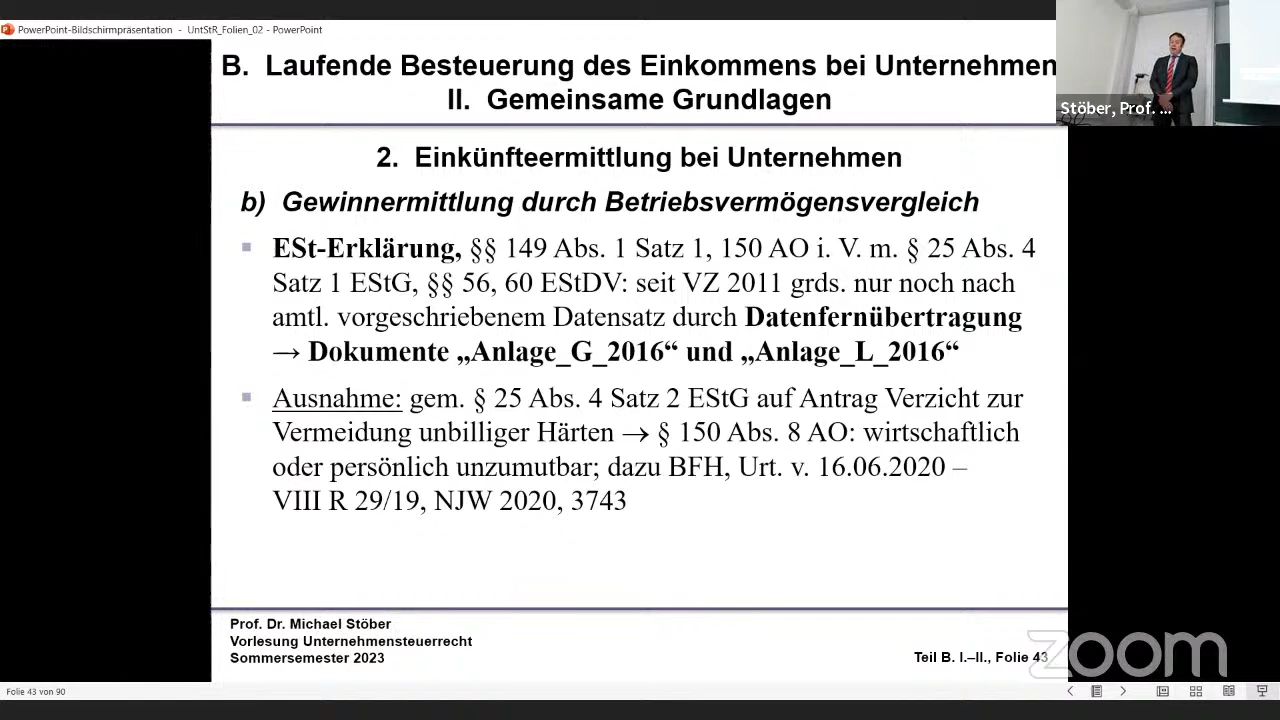 PowerPoint-Bildschirmpräsentation - UntStR_Folien_02 - PowerPoint
B. Laufende Besteuerung des Einkommens bei Unternehmen
II. Gemeinsame Grundlagen
Stöber, Prof. ...
2. Einkünfteermittlung bei Unternehmen
b) Gewinnermittlung durch Betriebsvermögensvergleich
ESt-Erklärung, §§ 149 Abs. 1 Satz 1, 150 AO i. V. m. § 25 Abs. 4
Satz 1 EStG, §§ 56, 60 EStDV: seit VZ 2011 grds. nur noch nach
amtl. vorgeschriebenem Datensatz durch Datenfernübertragung
→ Dokumente „Anlage_G_2016“ und „Anlage_L_2016“
Ausnahme: gem. § 25 Abs. 4 Satz 2 EStG auf Antrag Verzicht zur
Vermeidung unbilliger Härten → § 150 Abs. 8 AO: wirtschaftlich
oder persönlich unzumutbar; dazu BFH, Urt. v. 16.06.2020 –
VIII R 29/19, NJW 2020, 3743
Prof. Dr. Michael Stöber
Vorlesung Unternehmensteuerrecht
Sommersemester 2023
Teil B. I.–II., Folie 43
zoom
Folie 43 von 90